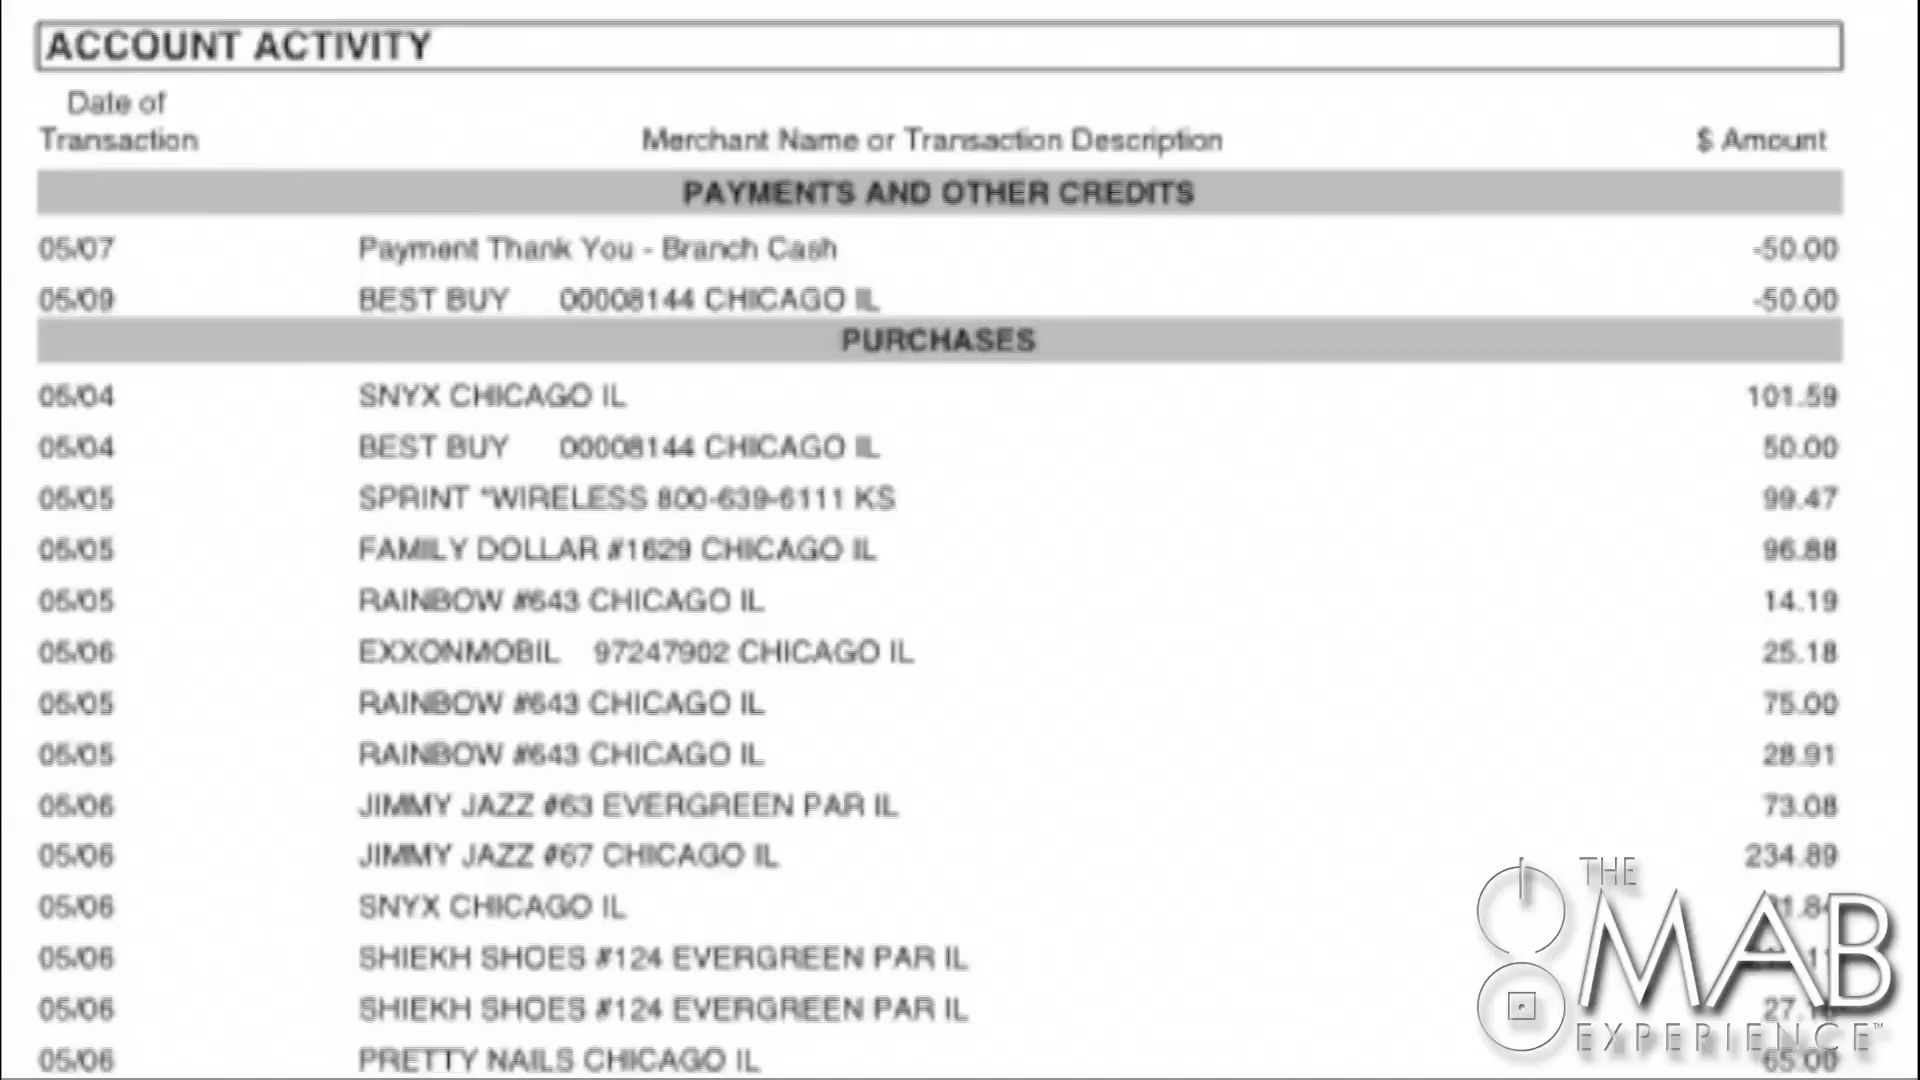 ACCOUNT ACTIVITY
Date of
Transaction Merchant Name or Transaction Description $ Amount
PAYMENTS AND OTHER CREDITS
05/07 Payment Thank You - Branch Cash -50.00
05/09 BEST BUY 00008144 CHICAGO IL -50.00
PURCHASES
05/04 SNYX CHICAGO IL 101.59
05/04 BEST BUY 00008144 CHICAGO IL 50.00
05/05 SPRINT *WIRELESS 800-639-6111 KS 99.47
05/05 FAMILY DOLLAR #1629 CHICAGO IL 96.88
05/05 RAINBOW #643 CHICAGO IL 14.19
05/06 EXXONMOBIL 97247902 CHICAGO IL 25.18
05/05 RAINBOW #643 CHICAGO IL 75.00
05/05 RAINBOW #643 CHICAGO IL 28.91
05/06 JIMMY JAZZ #63 EVERGREEN PAR IL 73.08
05/06 JIMMY JAZZ #67 CHICAGO IL 234.89
05/06 SNYX CHICAGO IL
05/06 SHIEKH SHOES #124 EVERGREEN PAR IL
05/06 SHIEKH SHOES #124 EVERGREEN PAR IL
05/06 PRETTY NAILS CHICAGO IL 65.00
THE
MAB
EXPERIENCE™